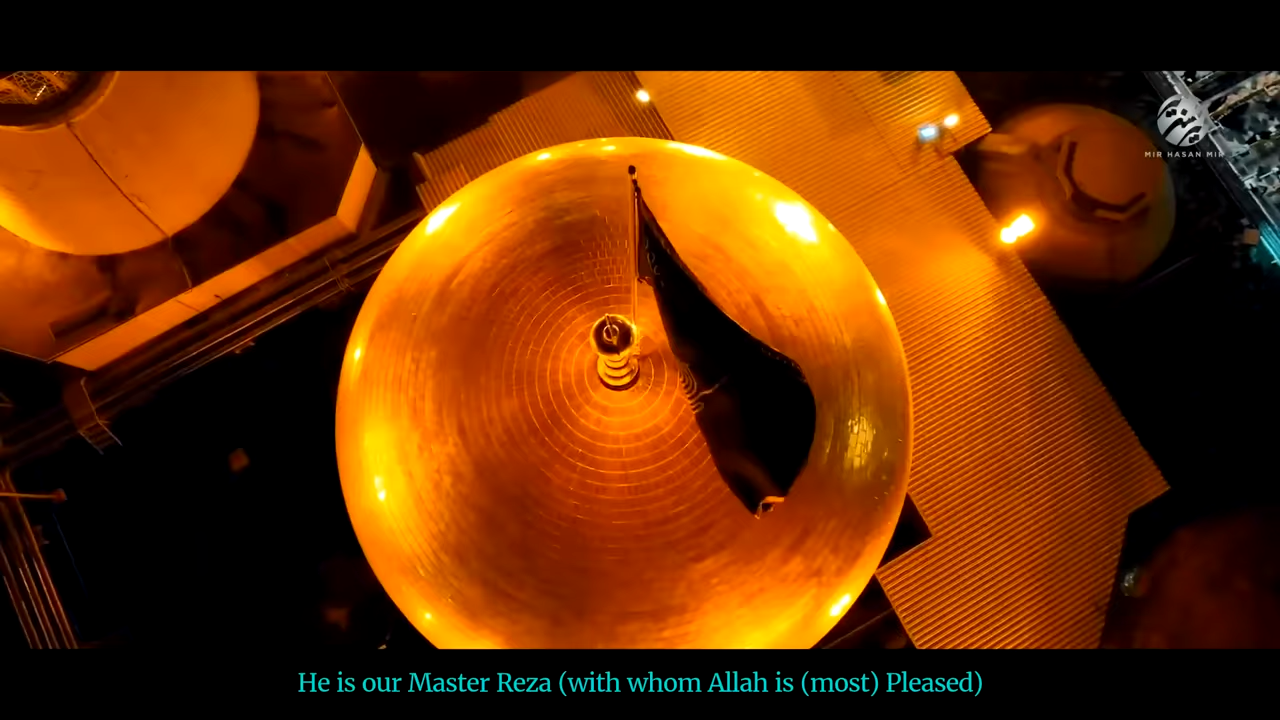 MIR HASAN MIR
He is our Master Reza (with whom Allah is (most) Pleased)